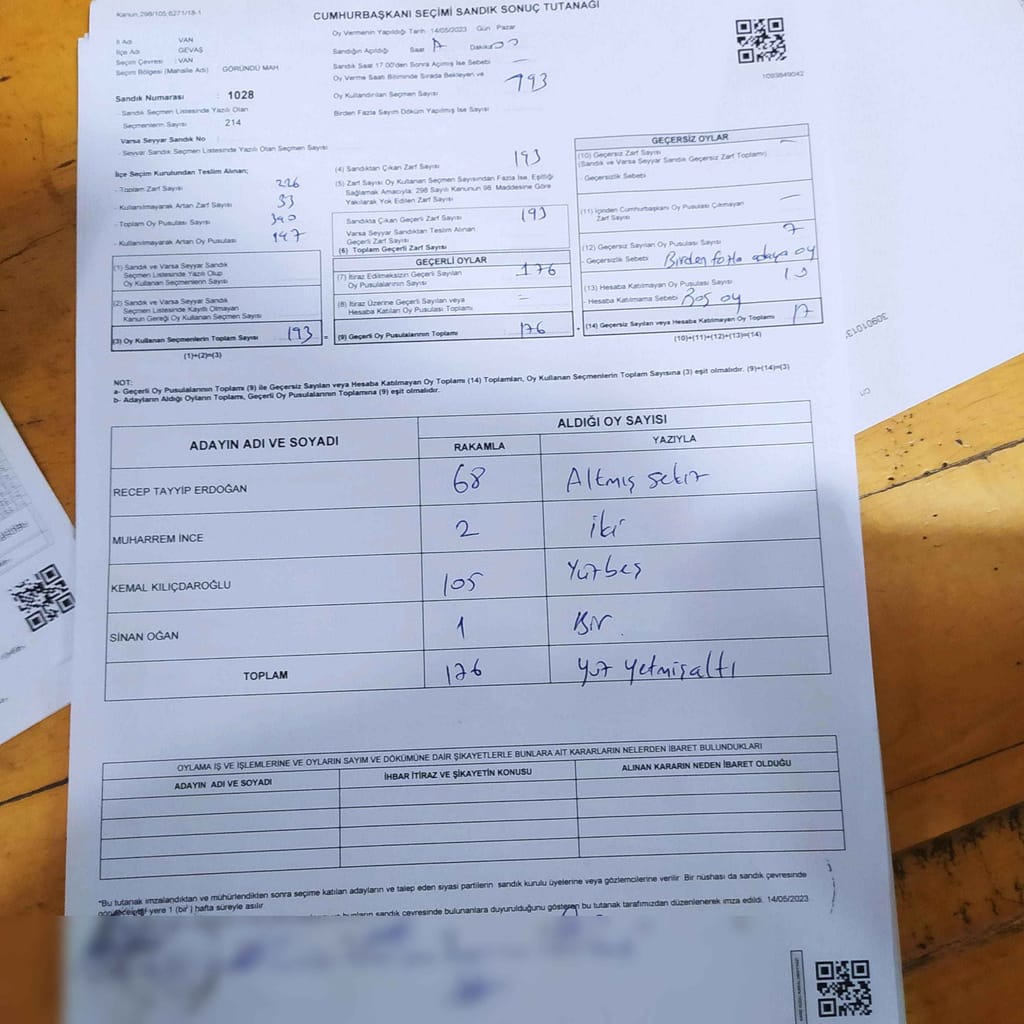 Kanun:298/105,6271/18-1
CUMHURBAŞKANI SEÇİMİ SANDIK SONUÇ TUTANAĞI
İl Adı : VAN
İlçe Adı : GEVAŞ
Seçim Çevresi : VAN
Seçim Bölgesi (Mahalle Adı) : GÖRÜNDÜ MAH
Sandık Numarası : 1028
- Sandık Seçmen Listesinde Yazılı Olan
Seçmenlerin Sayısı : 214
Varsa Seyyar Sandık No :
- Seyyar Sandık Seçmen Listesinde Yazılı Olan Seçmen Sayısı
Oy Vermenin Yapıldığı Tarih 14/05/2023 Gün : Pazar
Sandığın Açıldığı Saat Dakika
Sandık Saat 17.00'den Sonra Açılmış İse Sebebi
Oy Verme Saati Bitiminde Sırada Bekleyen ve
Oy Kullandırılan Seçmen Sayısı 193
Birden Fazla Sayım Döküm Yapılmış İse Sayısı
1093849042
İlçe Seçim Kurulundan Teslim Alınan;
- Toplam Zarf Sayısı 226
- Kullanılmayarak Artan Zarf Sayısı 33
- Toplam Oy Pusulası 340
- Kullanılmayarak Artan Oy Pusulası 147
(1) Sandık ve Varsa Seyyar Sandık
Seçmen Listesinde Yazılı Olup
Oy Kullanan Seçmenlerin Sayısı
(2) Sandık ve Varsa Seyyar Sandık
Seçmen Listesinde Kayıtlı Olmayan
Kanun Gereği Oy Kullanan Seçmen Sayısı
(3) Oy Kullanan Seçmenlerin Toplam Sayısı 193 =
(1)+(2)=(3)
(4) Sandıktan Çıkan Zarf Sayısı 193
(5) Zarf Sayısı Oy Kullanan Seçmen Sayısından Fazla İse, Eşitliği
Sağlamak Amacıyla, 298 Sayılı Kanunun 98. Maddesine Göre
Yakılarak Yok Edilen Zarf Sayısı
Sandıkta Çıkan Geçerli Zarf Sayısı 193
Varsa Seyyar Sandıktan Teslim Alınan
Geçerli Zarf Sayısı
(6) Toplam Geçerli Zarf Sayısı
GEÇERLİ OYLAR
(7) İtiraz Edilmeksizin Geçerli Sayılan
Oy Pusulasının Sayısı 176
(8) İtiraz Üzerine Geçerli Sayılan veya
Hesaba Katılan Oy Pusulası Toplamı
(9) Geçerli Oy Pusulalarının Toplamı 176 +
GEÇERSİZ OYLAR
(10) Geçersiz Zarf Sayısı
(Sandık ve Varsa Seyyar Sandık Geçersiz Zarf Toplamı)
- Geçersizlik Sebebi
(11) İçinden Cumhurbaşkanı Oy Pusulası Çıkmayan
Zarf Sayısı
(12) Geçersiz Sayılan Oy Pusulası Sayısı 7
- Geçersizlik Sebebi Birden fazla adaya oy
(13) Hesaba Katılmayan Oy Pusulası Sayısı 10
- Hesaba Katılmama Sebebi Boş oy
(14) Geçersiz Sayılan veya Hesaba Katılmayan Oy Toplamı 17
(10)+(11)+(12)+(13)=(14)
30901013
NOT:
a- Geçerli Oy Pusulalarının Toplamı (9) ile Geçersiz Sayılan veya Hesaba Katılmayan Oy Toplamı (14) Toplamları, Oy Kullanan Seçmenlerin Toplam Sayısına (3) eşit olmalıdır. (9)+(14)=(3)
b- Adayların Aldığı Oyların Toplamı, Geçerli Oy Pusulalarının Toplamına (9) eşit olmalıdır.
ADAYIN ADI VE SOYADI ALDIĞI OY SAYISI
RAKAMLA YAZIYLA
RECEP TAYYİP ERDOĞAN 68 Altmış sekiz
MUHARREM İNCE 2 iki
KEMAL KILIÇDAROĞLU 105 Yüzbeş
SİNAN OĞAN 1 Bir
TOPLAM 176 yüz yetmişaltı
OYLAMA İŞ VE İŞLEMLERİNE VE OYLARIN SAYIM VE DÖKÜMÜNE DAİR ŞİKAYETLERLE BUNLARA AİT KARARLARIN NELERDEN İBARET BULUNDUKLARI
ADAYIN ADI VE SOYADI İHBAR İTİRAZ VE ŞİKAYETİN KONUSU ALINAN KARARIN NEDEN İBARET OLDUĞU
*Bu tutanak imzalandıktan ve mühürlendikten sonra seçime katılan adayların ve talep eden siyasi partilerin sandık kurulu üyelerine veya gözlemcilerine verilir. Bir nüshası da sandık çevresinde
görülecek bir yere 1 (bir ) hafta süreyle asılır.
bunların sandık çevresinde bulunanlara duyurulduğunu gösteren bu tutanak tarafımızdan düzenlenerek imza edildi. 14/05/2023